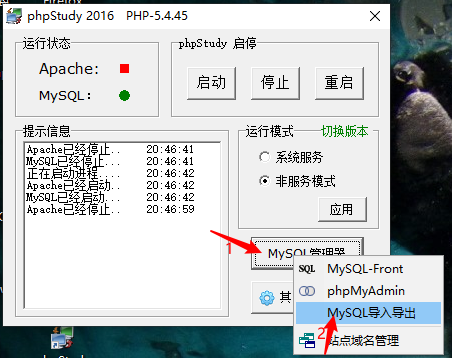 phpStudy 2016 PHP-5.4.45
运行状态
Apache:
MySQL:
phpStudy 启停
启动 停止 重启
提示信息
Apache已经停止.. 20:46:41
MySQL已经停止.. 20:46:41
正在启动进程.... 20:46:42
Apache已经启动.. 20:46:42
MySQL已经启动... 20:46:42
Apache已经停止.. 20:46:59
运行模式 切换版本
系统服务
非服务模式
应用
1
MySQL管理器
其
SQL MySQL-Front
phpMyAdmin
MySQL导入导出
2
站点域名管理